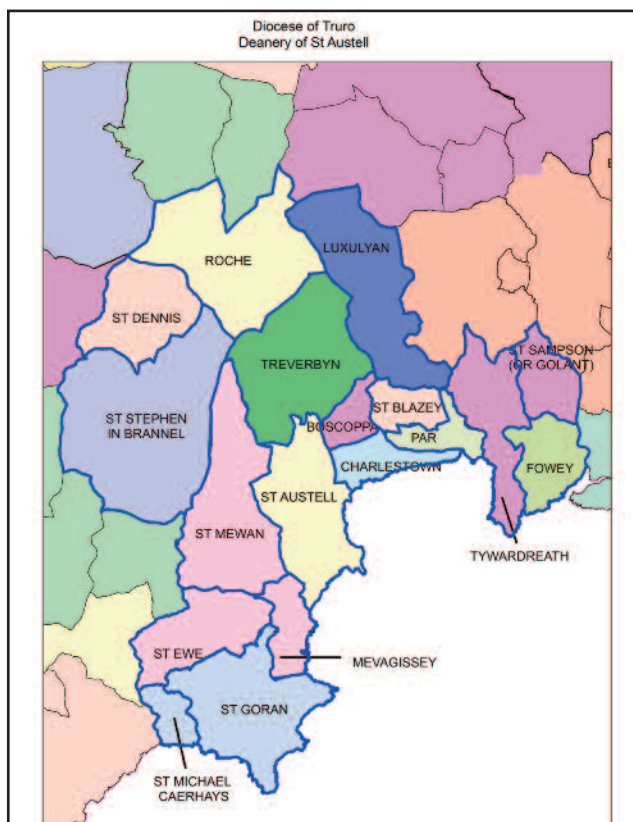 Diocese of Truro
Deanery of St Austell
LUXULYAN
ROCHE
ST DENNIS
ST SAMPSON
(OR GOLANT)
TREVERBYN
ST STEPHEN
IN BRANNEL
ST BLAZEY
BOSCOPPA
PAR
CHARLESTOWN
FOWEY
ST AUSTELL
ST MEWAN
TYWARDREATH
ST EWE
MEVAGISSEY
ST GORAN
ST MICHAEL
CAERHAYS